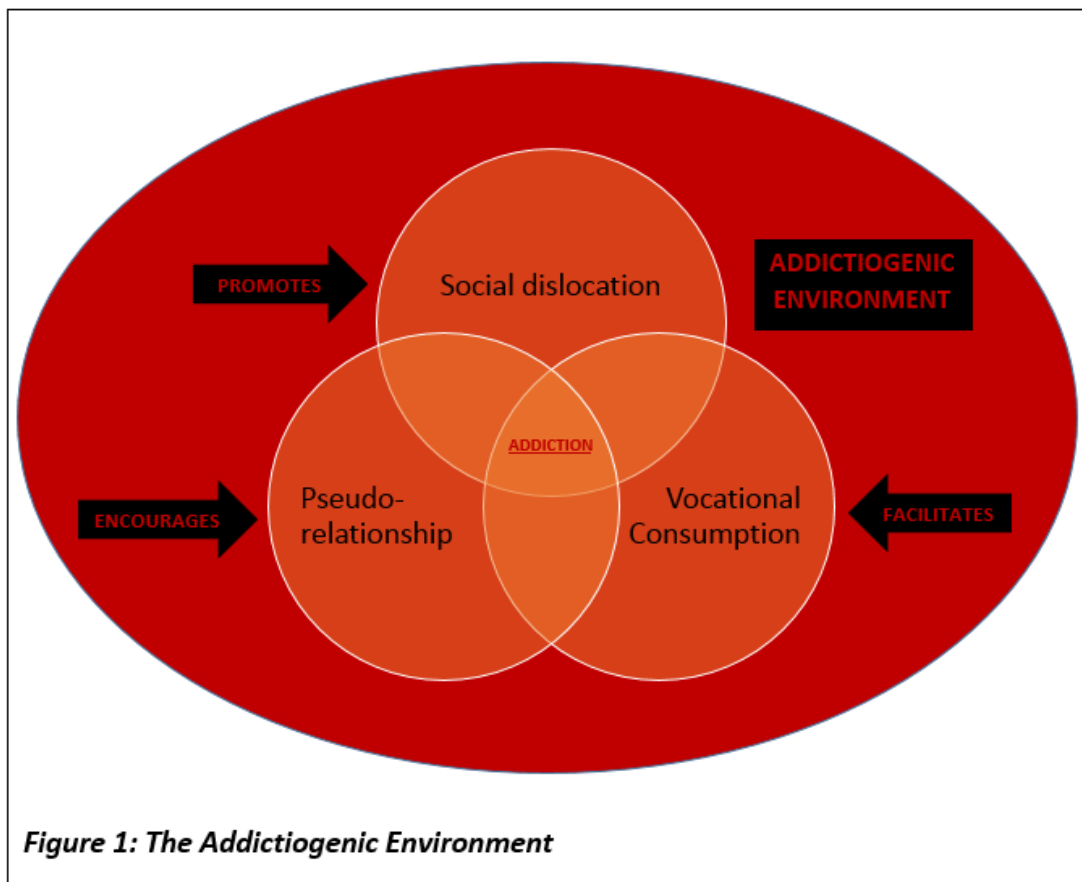 PROMOTES
Social dislocation
ADDICTIOGENIC
ENVIRONMENT
ADDICTION
ENCOURAGES
Pseudo-
relationship
Vocational
Consumption
FACILITATES
Figure 1: The Addictiogenic Environment